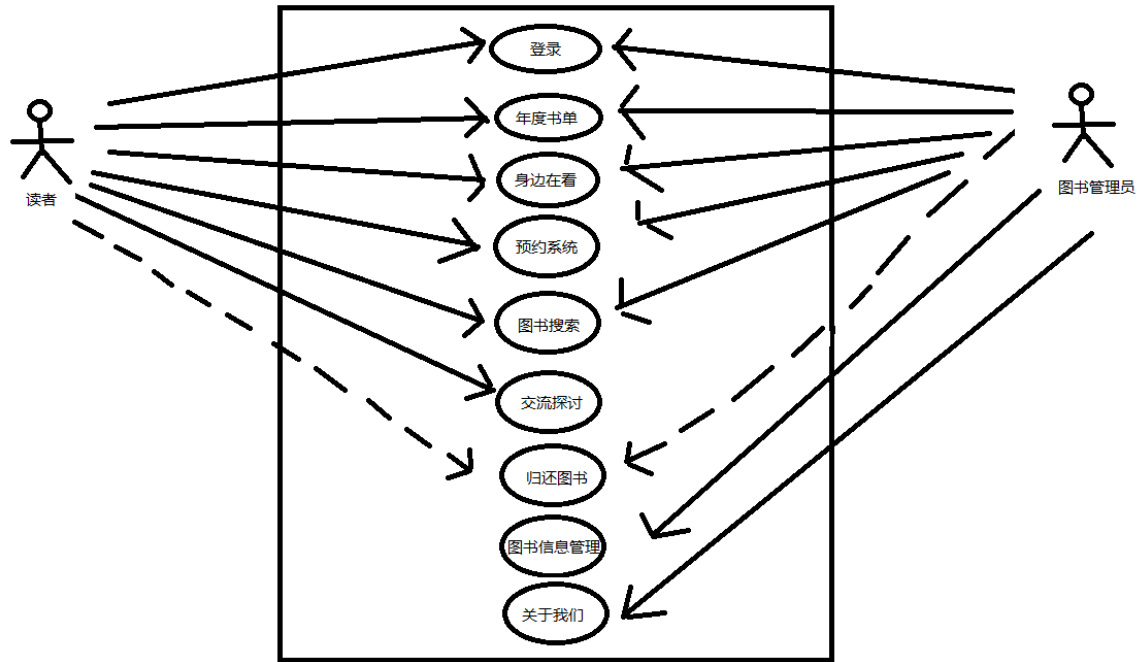 登录
年度书单
身边在看
读者
图书管理员
预约系统
图书搜索
交流探讨
归还图书
图书信息管理
关于我们